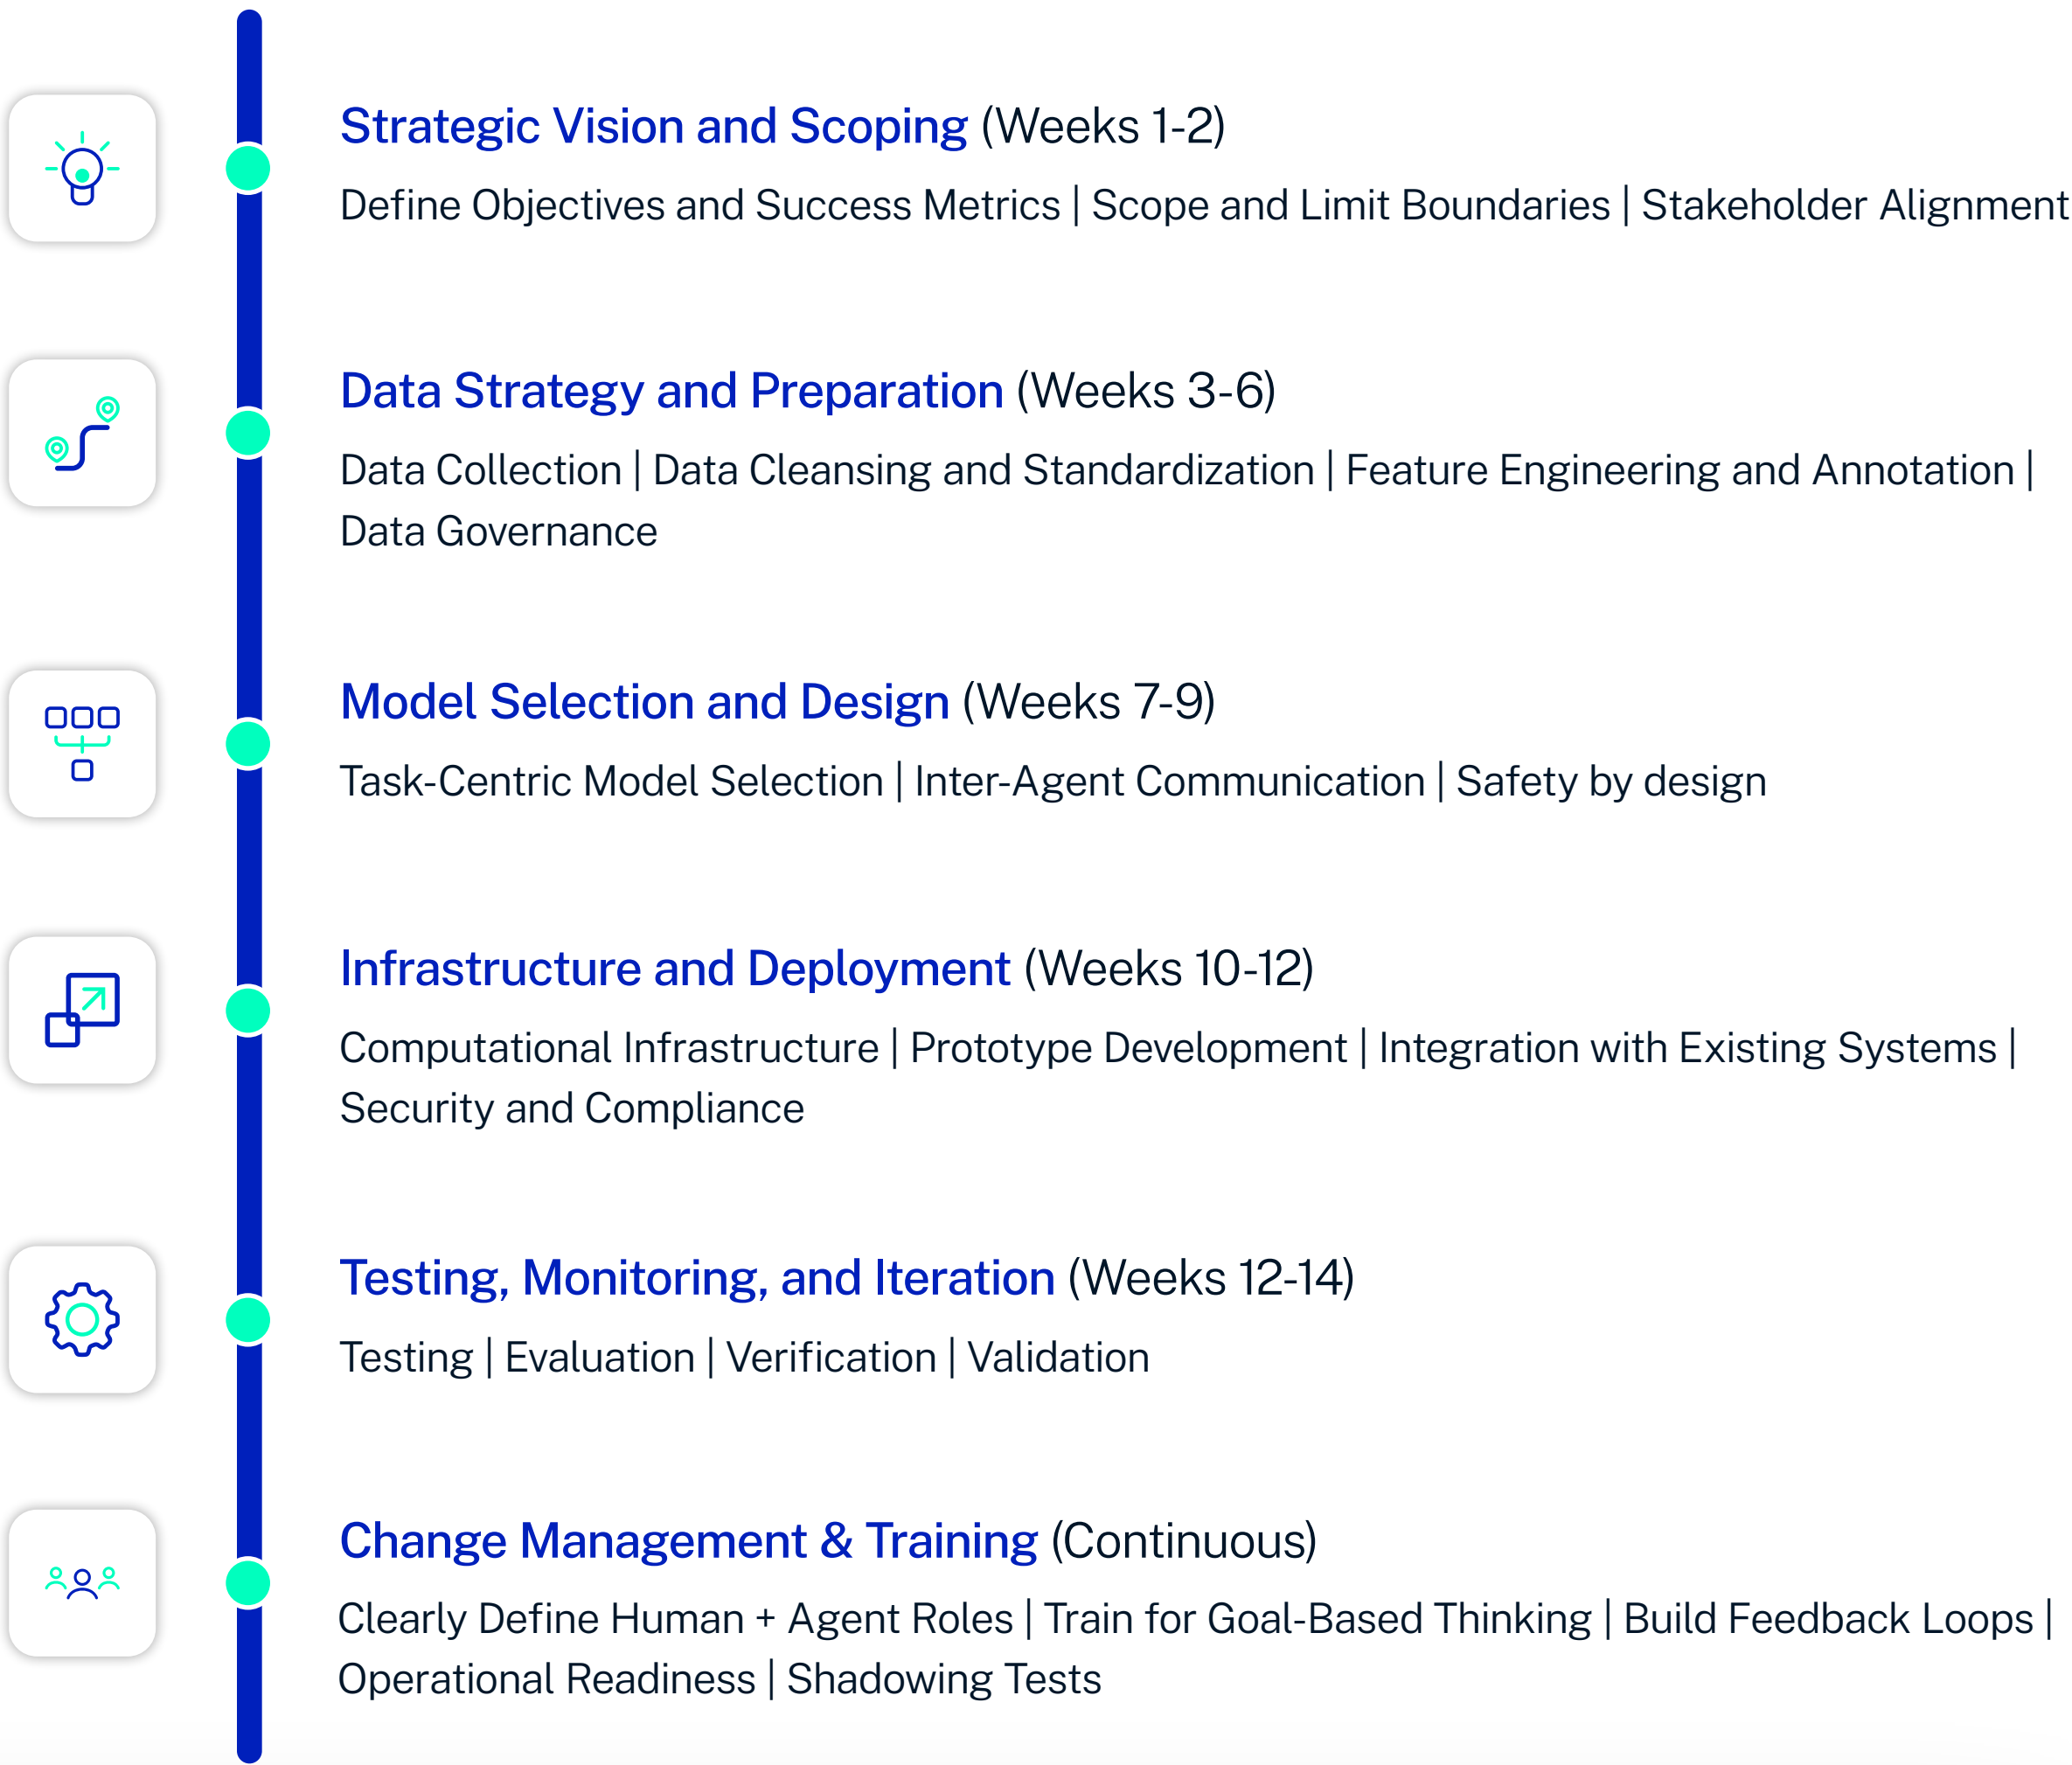 Strategic Vision and Scoping (Weeks 1-2)
Define Objectives and Success Metrics | Scope and Limit Boundaries | Stakeholder Alignment
Data Strategy and Preparation (Weeks 3-6)
Data Collection | Data Cleansing and Standardization | Feature Engineering and Annotation |
Data Governance
Model Selection and Design (Weeks 7-9)
Task-Centric Model Selection | Inter-Agent Communication | Safety by design
Infrastructure and Deployment (Weeks 10-12)
Computational Infrastructure | Prototype Development | Integration with Existing Systems |
Security and Compliance
Testing, Monitoring, and Iteration (Weeks 12-14)
Testing | Evaluation | Verification | Validation
Change Management & Training (Continuous)
Clearly Define Human + Agent Roles | Train for Goal-Based Thinking | Build Feedback Loops |
Operational Readiness | Shadowing Tests